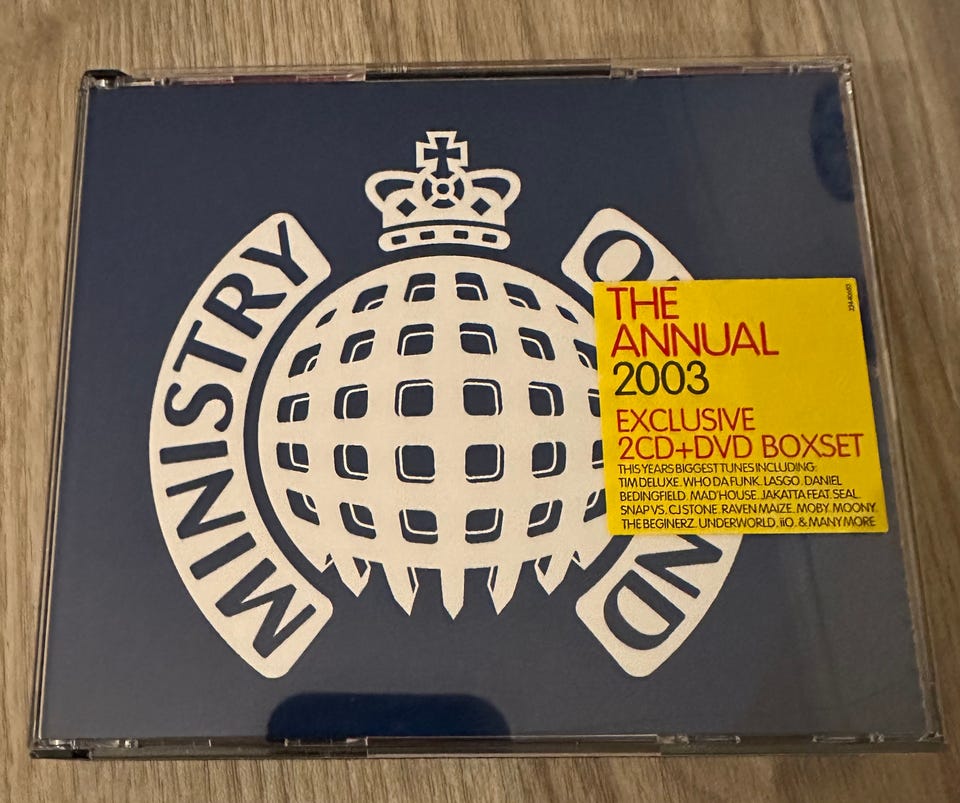 MINISTRY
O
ND
THE
ANNUAL
2003
EXCLUSIVE
2CD+DVD BOXSET
THIS YEARS BIGGEST TUNES INCLUDING:
TIM DELUXE. WHO DA FUNK. LASGO. DANIEL
BEDINGFIELD. MAD'HOUSE. JAKATTA FEAT. SEAL.
SNAP VS. CJ STONE. RAVEN MAIZE. MOBY. MOONY.
THE BEGINERZ. UNDERWORLD. iiO. & MANY MORE